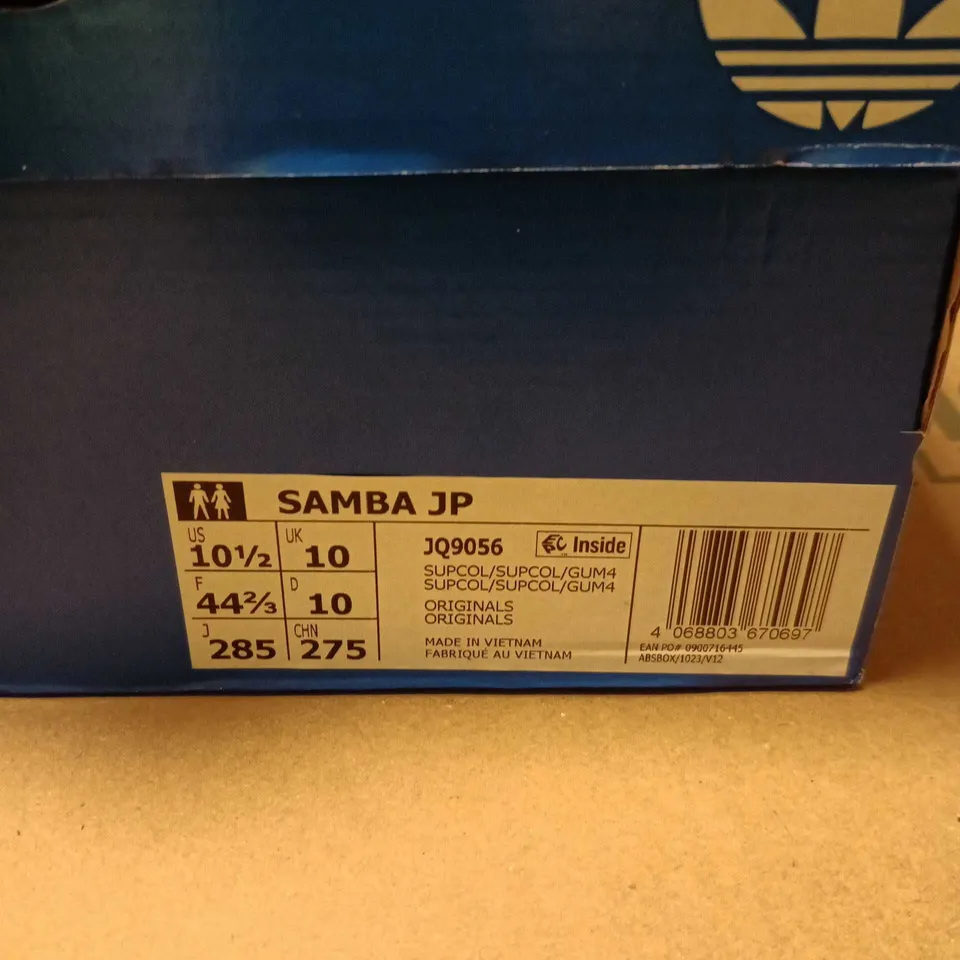 SAMBA JP
US 10½ UK 10
F 44⅔ D 10
J 285 CHN 275
JQ9056 Inside
SUPCOL/SUPCOL/GUM4
SUPCOL/SUPCOL/GUM4
ORIGINALS
ORIGINALS
MADE IN VIETNAM
FABRIQUÉ AU VIETNAM
4 068803 670697
EAN PO# 0900716445
ABSBOX/1023/V12